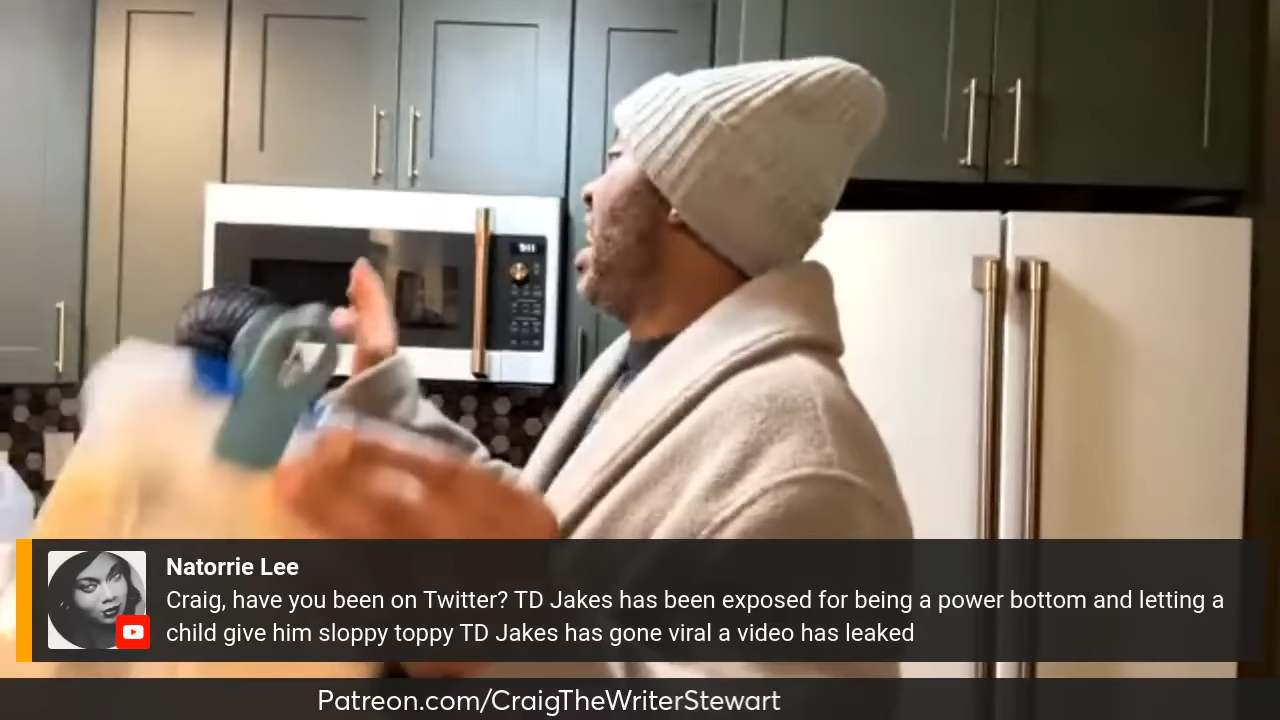 Natorrie Lee
Craig, have you been on Twitter? TD Jakes has been exposed for being a power bottom and letting a
child give him sloppy toppy TD Jakes has gone viral a video has leaked
Patreon.com/CraigTheWriterStewart